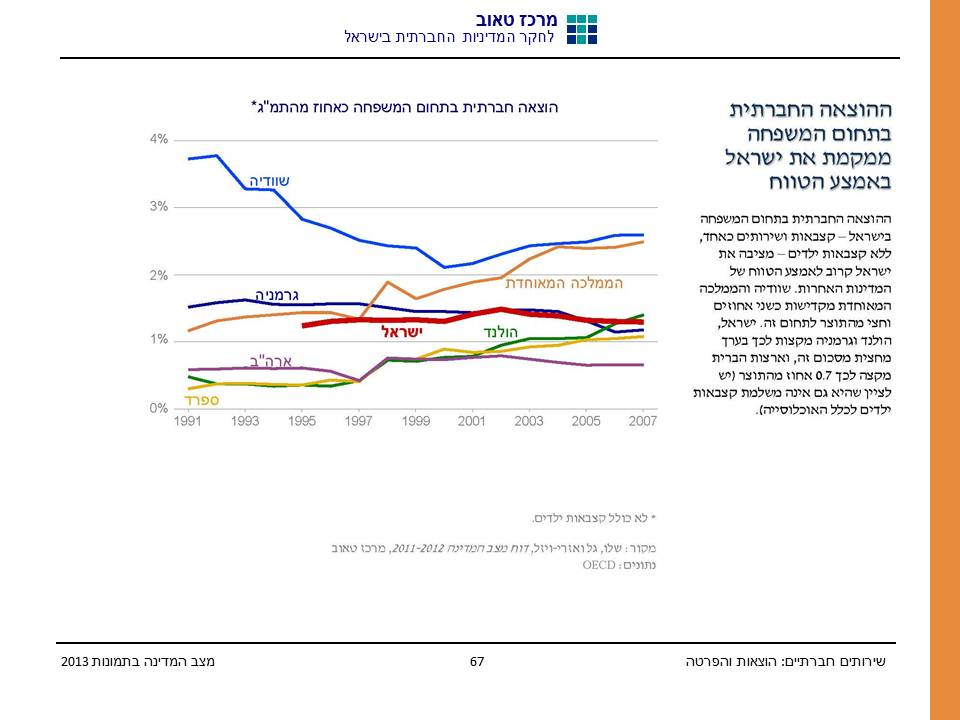 מרכז טאוב
לחקר המדיניות החברתית בישראל
ההוצאה החברתית
בתחום המשפחה
ממקמת את ישראל
באמצע הטווח
ההוצאה החברתית בתחום המשפחה
בישראל – קצבאות ושירותים כאחד,
ללא קצבאות ילדים – מציבה את
ישראל קרוב לאמצע הטווח של
המדינות האחרות. שוודיה והממלכה
המאוחדת מקדישות כשני אחוזים
וחצי מהתוצר לתחום זה. ישראל,
הולנד וגרמניה מקצות לכך בערך
מחצית מסכום זה, וארצות הברית
מקצה לכך 0.7 אחוז מהתוצר (יש
לציין שהיא גם אינה משלמת קצבאות
ילדים לכלל האוכלוסייה).
הוצאה חברתית בתחום המשפחה כאחוז מהתמ"ג*
4%
3%
2%
1%
0%
שוודיה
הממלכה המאוחדת
גרמניה
ישראל
הולנד
ארה"ב
ספרד
1991 1993 1995 1997 1999 2001 2003 2005 2007
* לא כולל קצבאות ילדים.
מקור: שלו, גל ואזרי-ויזל, דוח מצב המדינה 2011-2012, מרכז טאוב
נתונים: OECD
שירותים חברתיים: הוצאות והפרטה
67
מצב המדינה בתמונות 2013